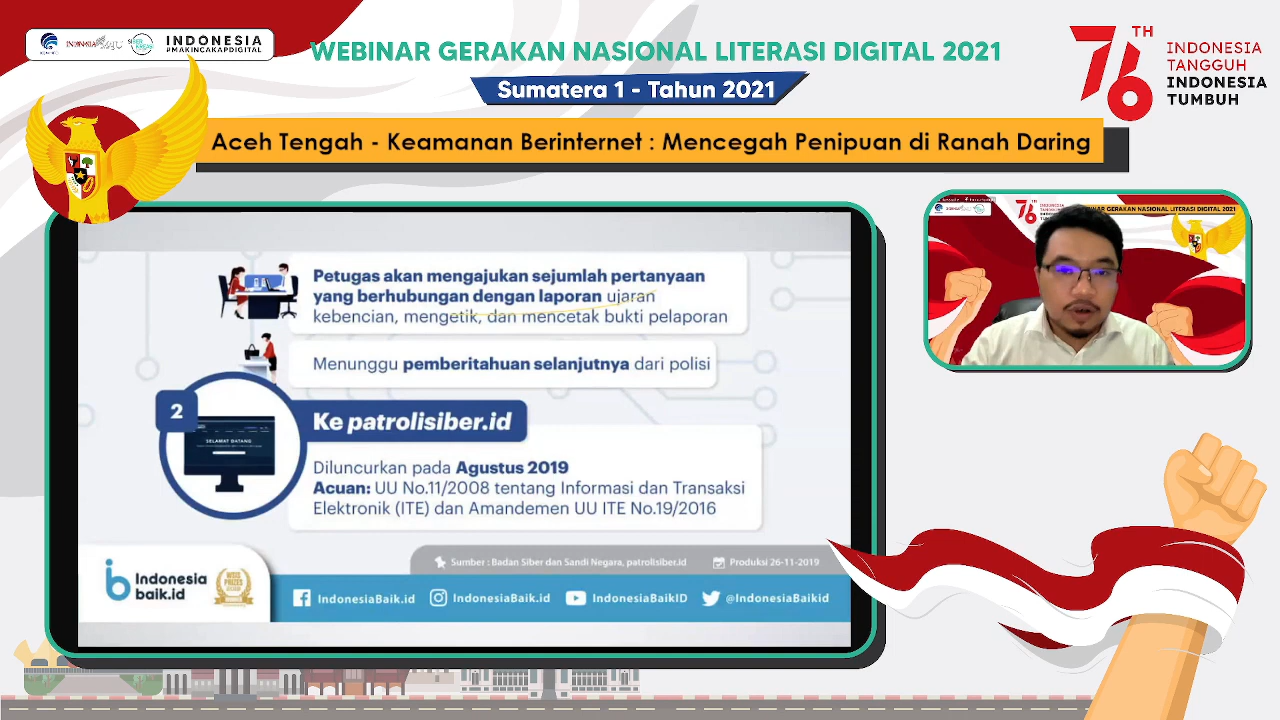 INDONESIA
#MAKINCAKAPDIGITAL
WEBINAR GERAKAN NASIONAL LITERASI DIGITAL 2021
Sumatera 1 - Tahun 2021
76TH
INDONESIA
TANGGUH
INDONESIA
TUMBUH
Aceh Tengah - Keamanan Berinternet : Mencegah Penipuan di Ranah Daring
Petugas akan mengajukan sejumlah pertanyaan
yang berhubungan dengan laporan ujaran
kebencian, mengetik, dan mencetak bukti pelaporan
Menunggu pemberitahuan selanjutnya dari polisi
2
SELAMAT DATANG
Ke patrolisiber.id
Diluncurkan pada Agustus 2019
Acuan: UU No.11/2008 tentang Informasi dan Transaksi
Elektronik (ITE) dan Amandemen UU ITE No.19/2016
Sumber : Badan Siber dan Sandi Negara, patrolisiber.id
Produksi 26-11-2019
Indonesia
baik.id
IndonesiaBaik.id
IndonesiaBaik.id
IndonesiaBaikID
@IndonesiaBaikid
76
WEBINAR GERAKAN NASIONAL LITERASI DIGITAL 2021